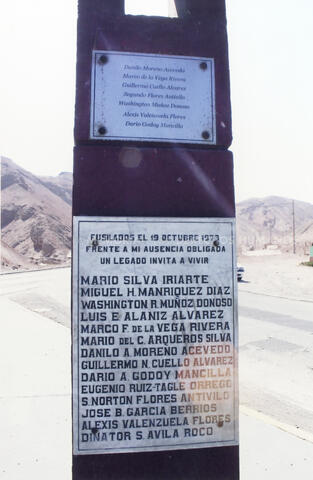 Danilo Moreno Acevedo
Marco de la Vega Rivera
Guillermo Cuello Alvarez
Segundo Flores Antivilo
Washington Muñoz Donoso
Alexis Valenzuela Flores
Dario Godoy Mancilla
FUSILADOS EL 19 OCTUBRE 1973
FRENTE A MI AUSENCIA OBLIGADA
UN LEGADO INVITA A VIVIR
MARIO SILVA IRIARTE
MIGUEL H. MANRIQUEZ DIAZ
WASHINGTON R. MUÑOZ DONOSO
LUIS E ALANIZ ALVAREZ
MARCO F. DE LA VEGA RIVERA
MARIO DEL C. ARQUEROS SILVA
DANILO A MORENO ACEVEDO
GUILLERMO N. CUELLO ALVAREZ
DARIO A. GODOY MANCILLA
EUGENIO RUIZ-TAGLE ORREGO
S. NORTON FLORES ANTIVILO
JOSE B. GARCIA BERRIOS
ALEXIS VALENZUELA FLORES
DINATOR S. AVILA ROCO